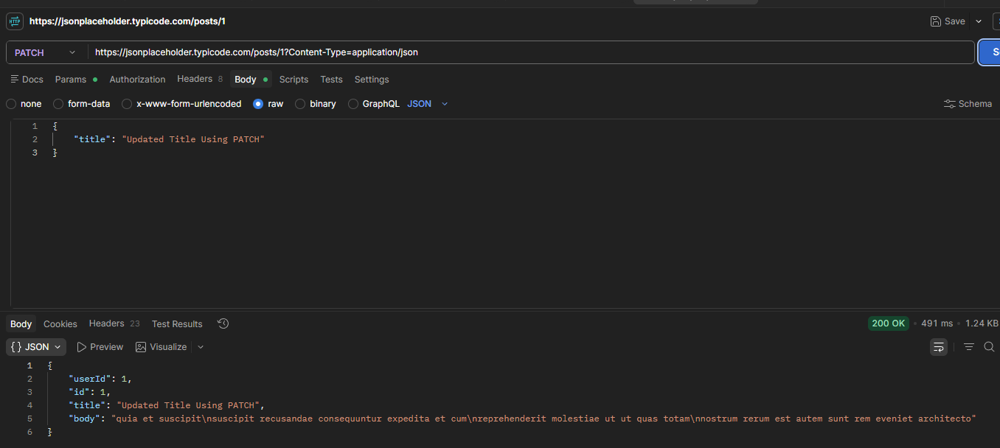 HTTP https://jsonplaceholder.typicode.com/posts/1 Save
PATCH https://jsonplaceholder.typicode.com/posts/1?Content-Type=application/json
Docs Params Authorization Headers 8 Body Scripts Tests Settings
none form-data x-www-form-urlencoded raw binary GraphQL JSON Schema
1 {
2 "title": "Updated Title Using PATCH"
3 }
Body Cookies Headers 23 Test Results 200 OK • 491 ms • 1.24 KB
{} JSON Preview Visualize
1 {
2 "userId": 1,
3 "id": 1,
4 "title": "Updated Title Using PATCH",
5 "body": "quia et suscipit\nsuscipit recusandae consequuntur expedita et cum\nreprehenderit molestiae ut ut quas totam\nnostrum rerum est autem sunt rem eveniet architecto"
6 }